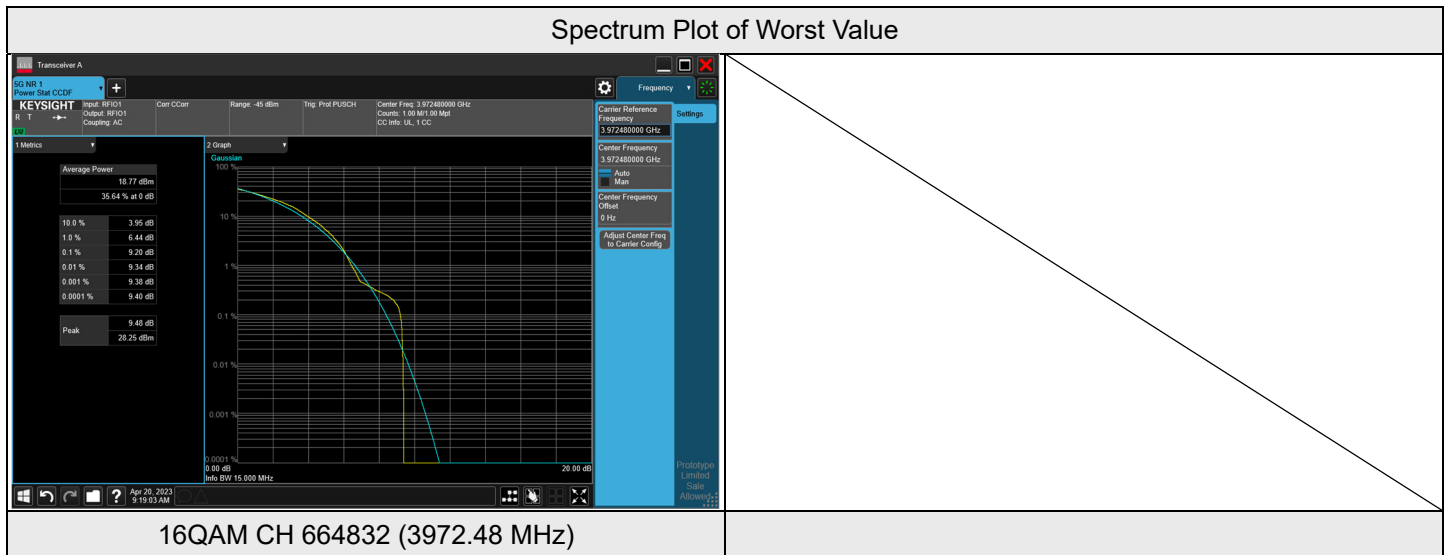 Spectrum Plot of Worst Value
Transceiver A
5G NR 1
Power Stat CCDF
+
Frequency
KEYSIGHT
R T
LXI
Input: RFIO1
Output: RFIO1
Coupling: AC
Corr CCorr
Range: -45 dBm
Trig: Prot PUSCH
Center Freq: 3.972480000 GHz
Counts: 1.00 M/1.00 Mpt
CC Info: UL, 1 CC
1 Metrics
Average Power
18.77 dBm
35.64 % at 0 dB
10.0 % 3.95 dB
1.0 % 6.44 dB
0.1 % 9.20 dB
0.01 % 9.34 dB
0.001 % 9.38 dB
0.0001 % 9.40 dB
Peak 9.48 dB
28.25 dBm
2 Graph
Gaussian
100 %
10 %
1 %
0.1 %
0.01 %
0.001 %
0.0001 %
0.00 dB 20.00 dB
Info BW 15.000 MHz
Carrier Reference
Frequency
3.972480000 GHz
Settings
Center Frequency
3.972480000 GHz
Auto
Man
Center Frequency
Offset
0 Hz
Adjust Center Freq
to Carrier Config
Prototype
Limited
Sale
Allowed
?
Apr 20, 2023
9:19:03 AM
16QAM CH 664832 (3972.48 MHz)